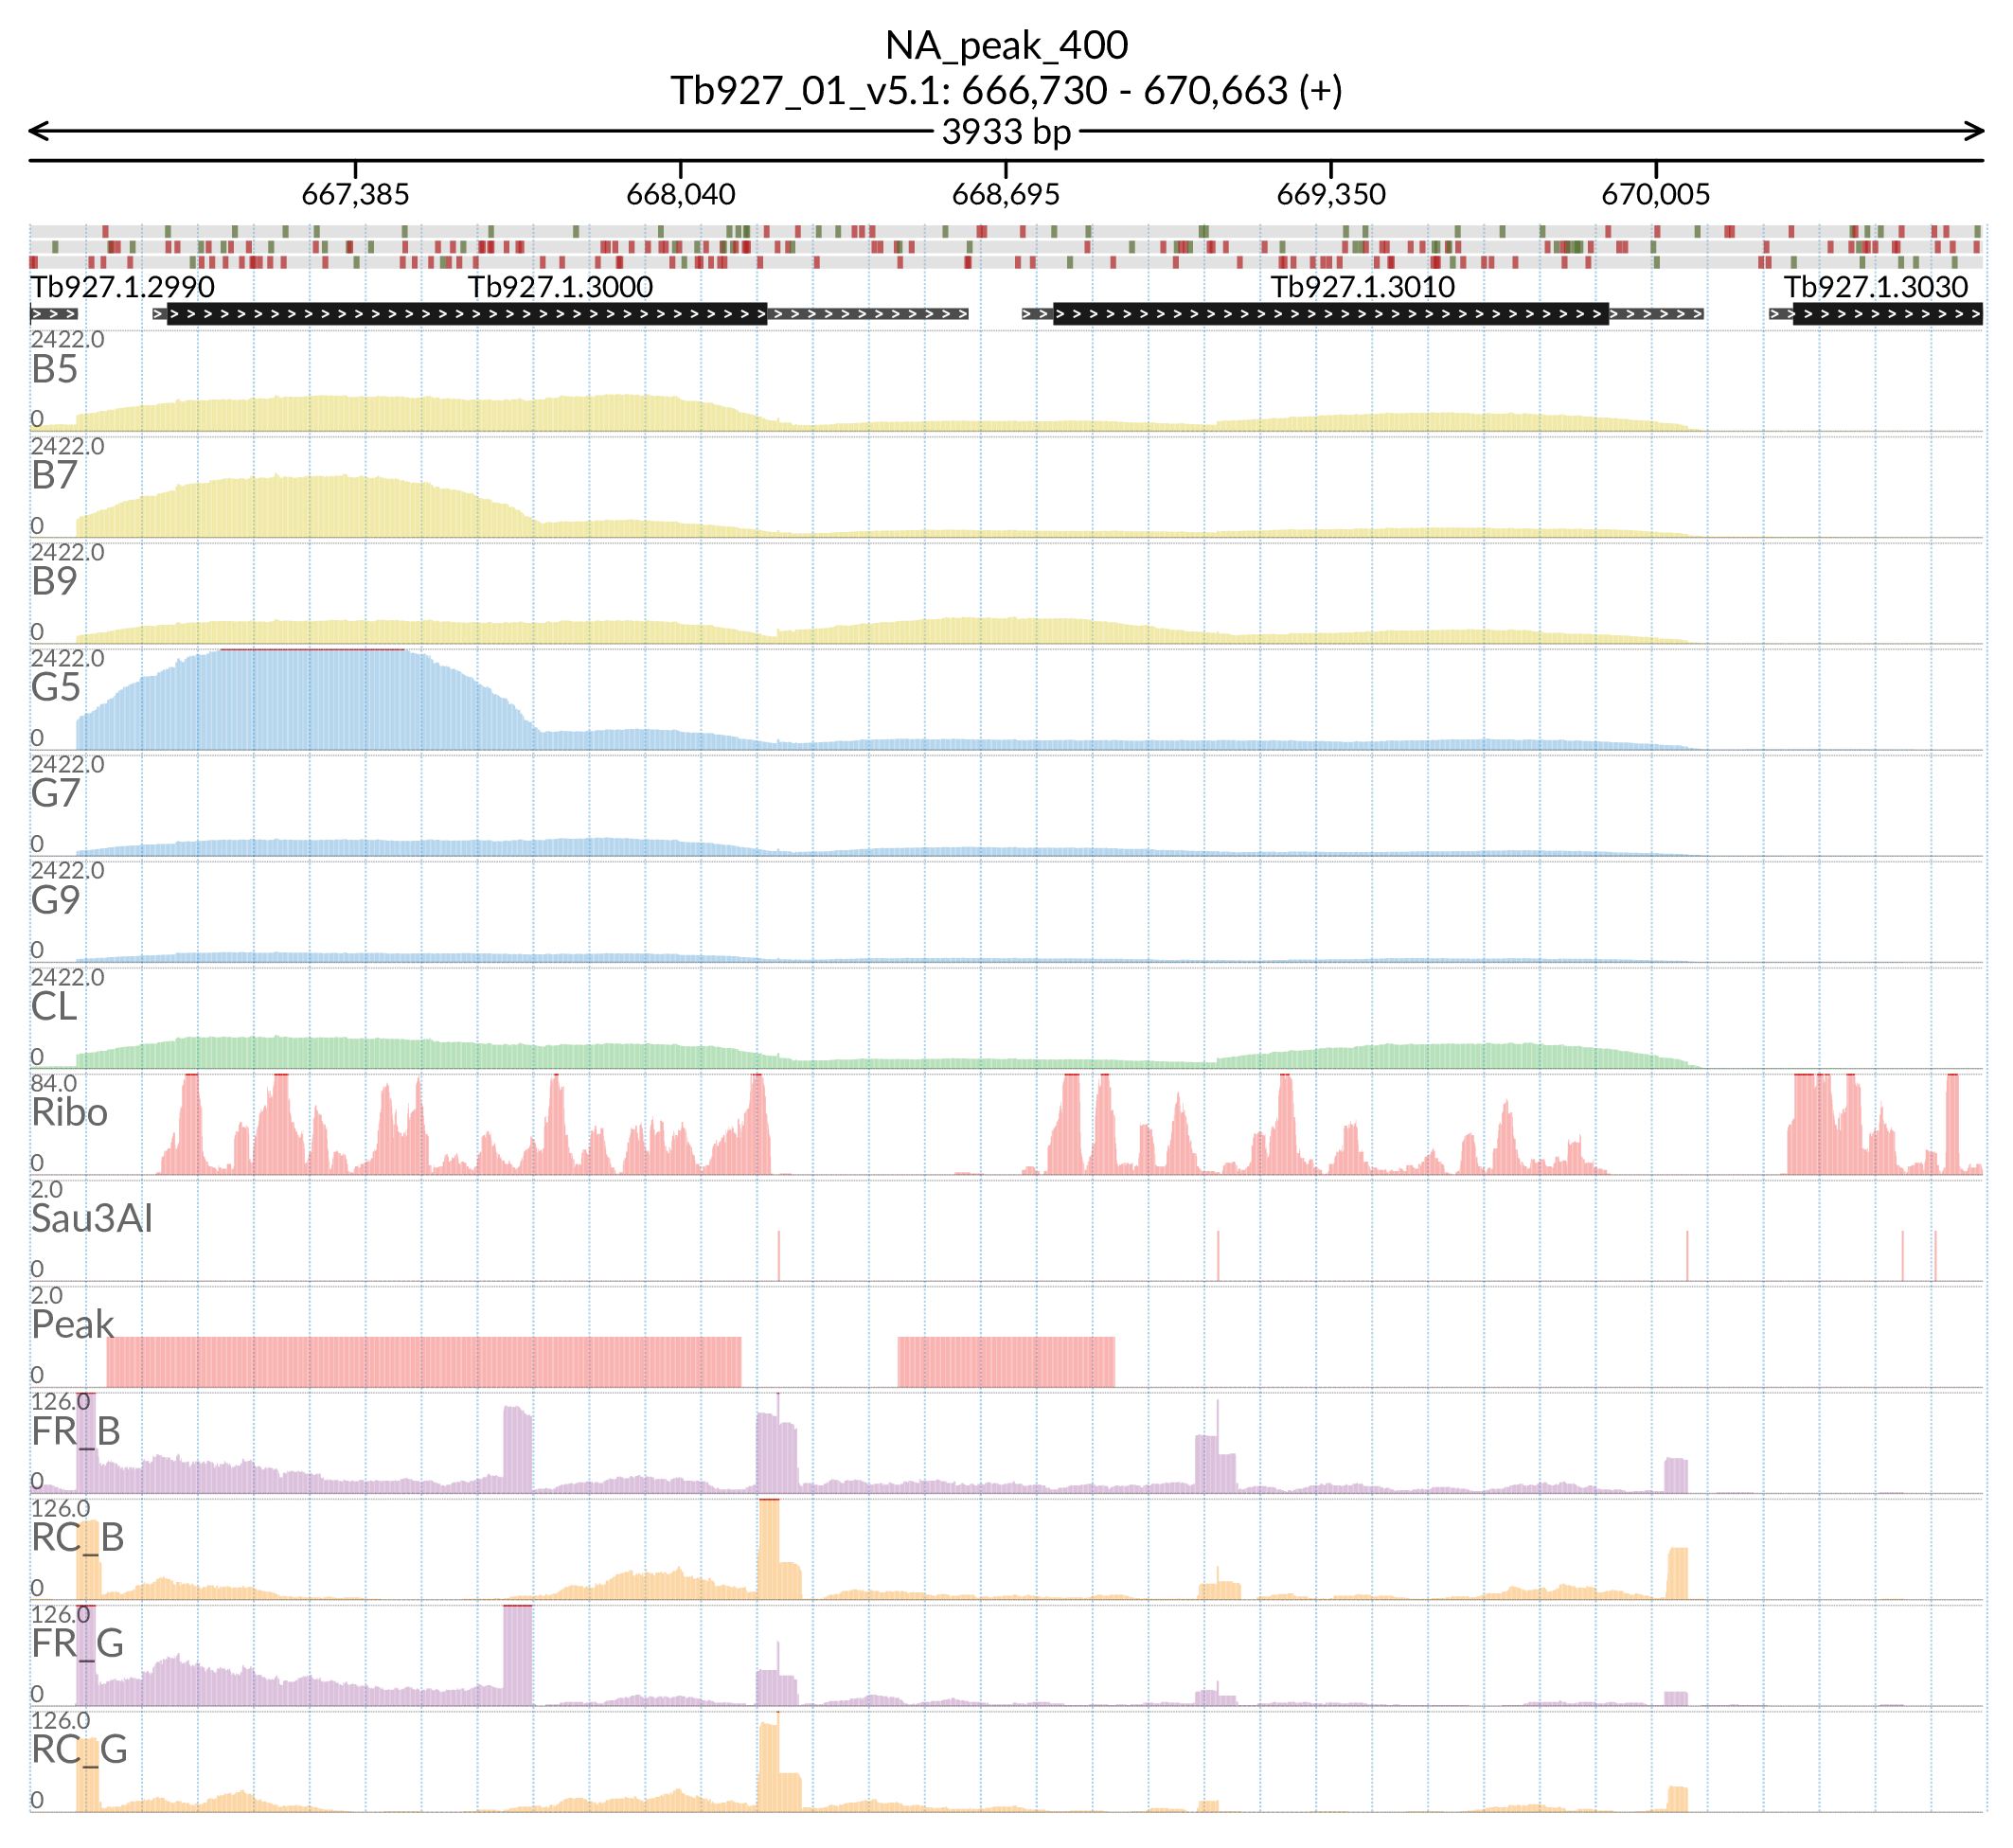 NA_peak_400
Tb927_01_v5.1: 666,730 - 670,663 (+)
3933 bp
667,385 668,040 668,695 669,350 670,005
Tb927.1.2990 Tb927.1.3000 Tb927.1.3010 Tb927.1.3030
2422.0
B5
0
2422.0
B7
0
2422.0
B9
0
2422.0
G5
0
2422.0
G7
0
2422.0
G9
0
2422.0
CL
0
84.0
Ribo
0
2.0
Sau3AI
0
2.0
Peak
0
126.0
FR_B
0
126.0
RC_B
0
126.0
FR_G
0
126.0
RC_G
0